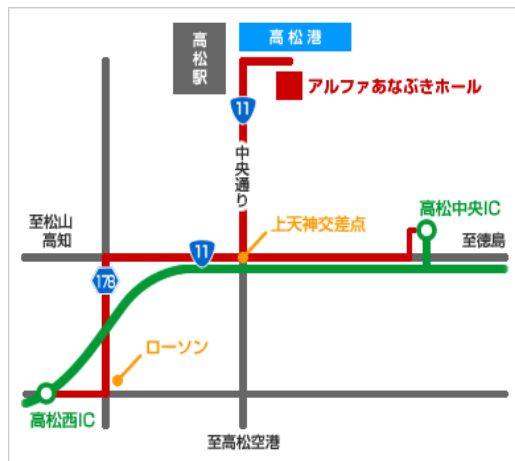 高松駅
高松港
アルファあなぶきホール
11
中央通り
高松中央IC
至松山
高知
上天神交差点
至徳島
11
178
ローソン
高松西IC
至高松空港